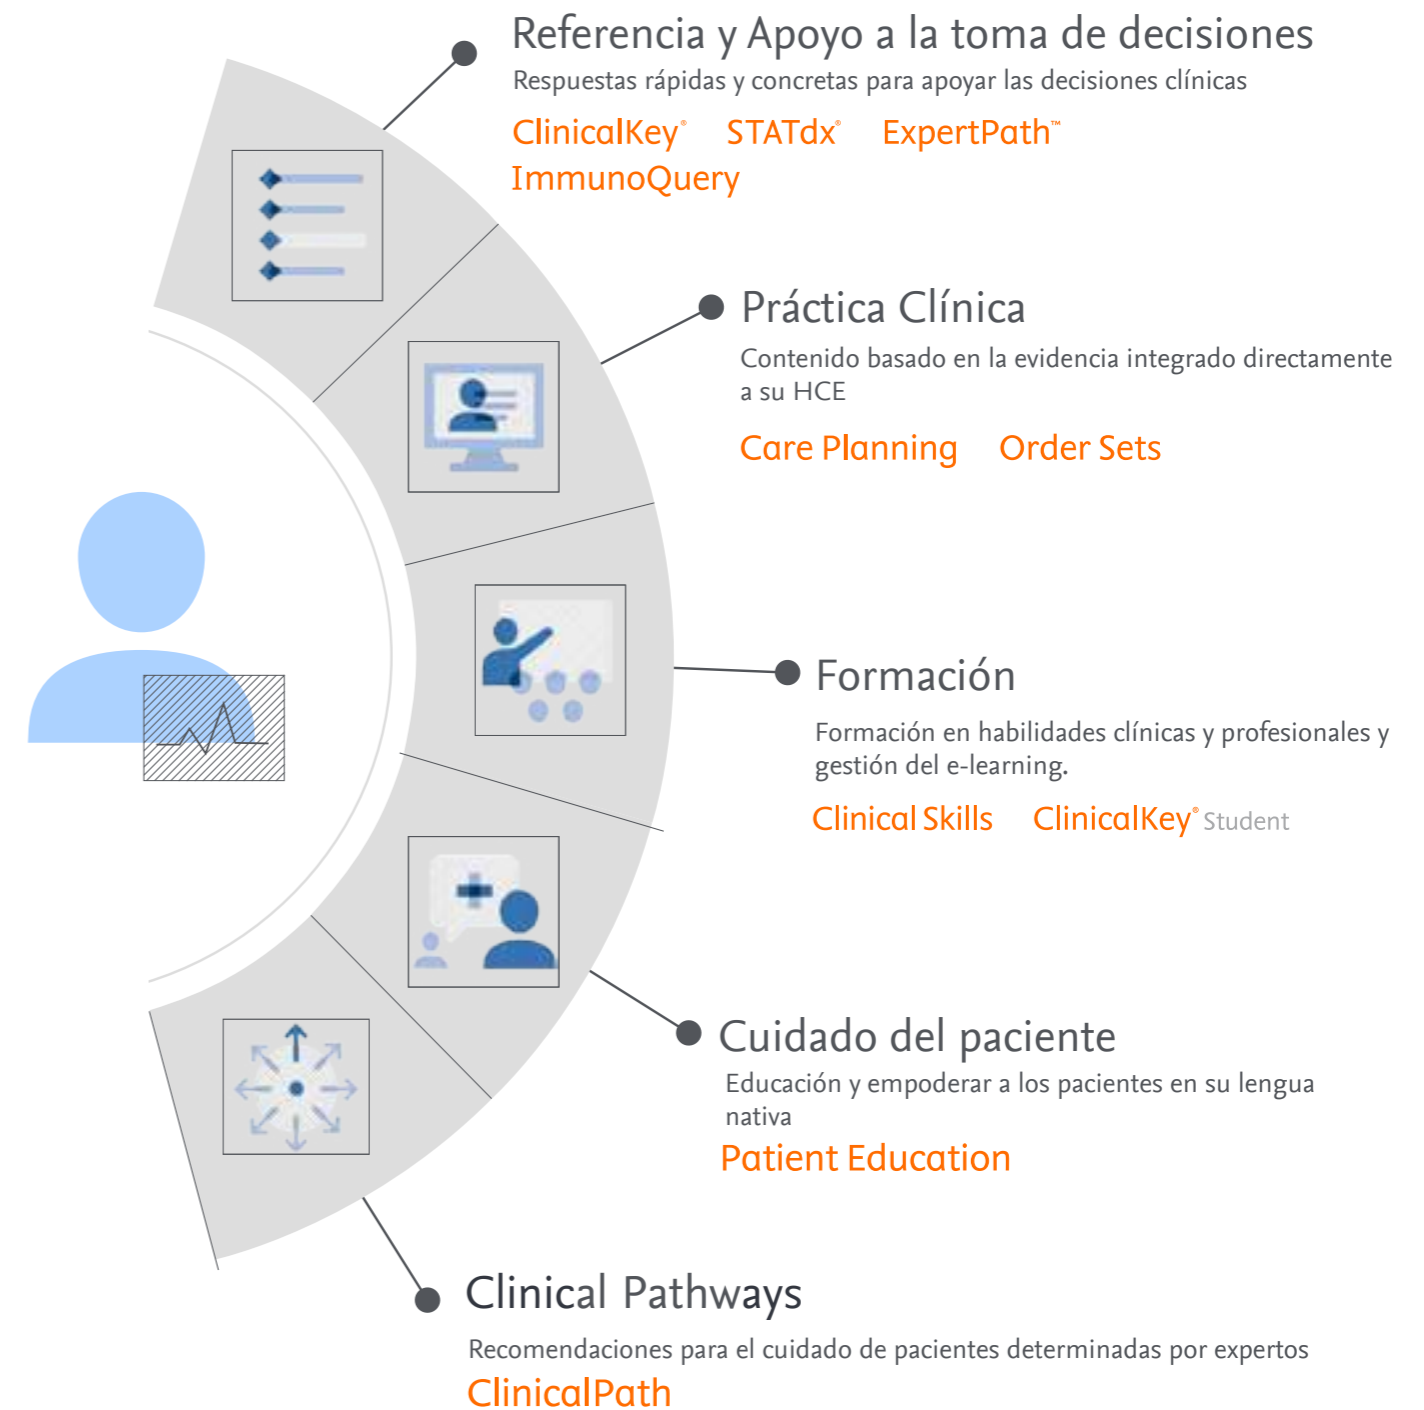 Referencia y Apoyo a la toma de decisiones
Respuestas rápidas y concretas para apoyar las decisiones clínicas
ClinicalKey® STATdx® ExpertPath™
ImmunoQuery
Práctica Clínica
Contenido basado en la evidencia integrado directamente
a su HCE
Care Planning Order Sets
Formación
Formación en habilidades clínicas y profesionales y
gestión del e-learning.
Clinical Skills ClinicalKey® Student
Cuidado del paciente
Educación y empoderar a los pacientes en su lengua
nativa
Patient Education
Clinical Pathways
Recomendaciones para el cuidado de pacientes determinadas por expertos
ClinicalPath